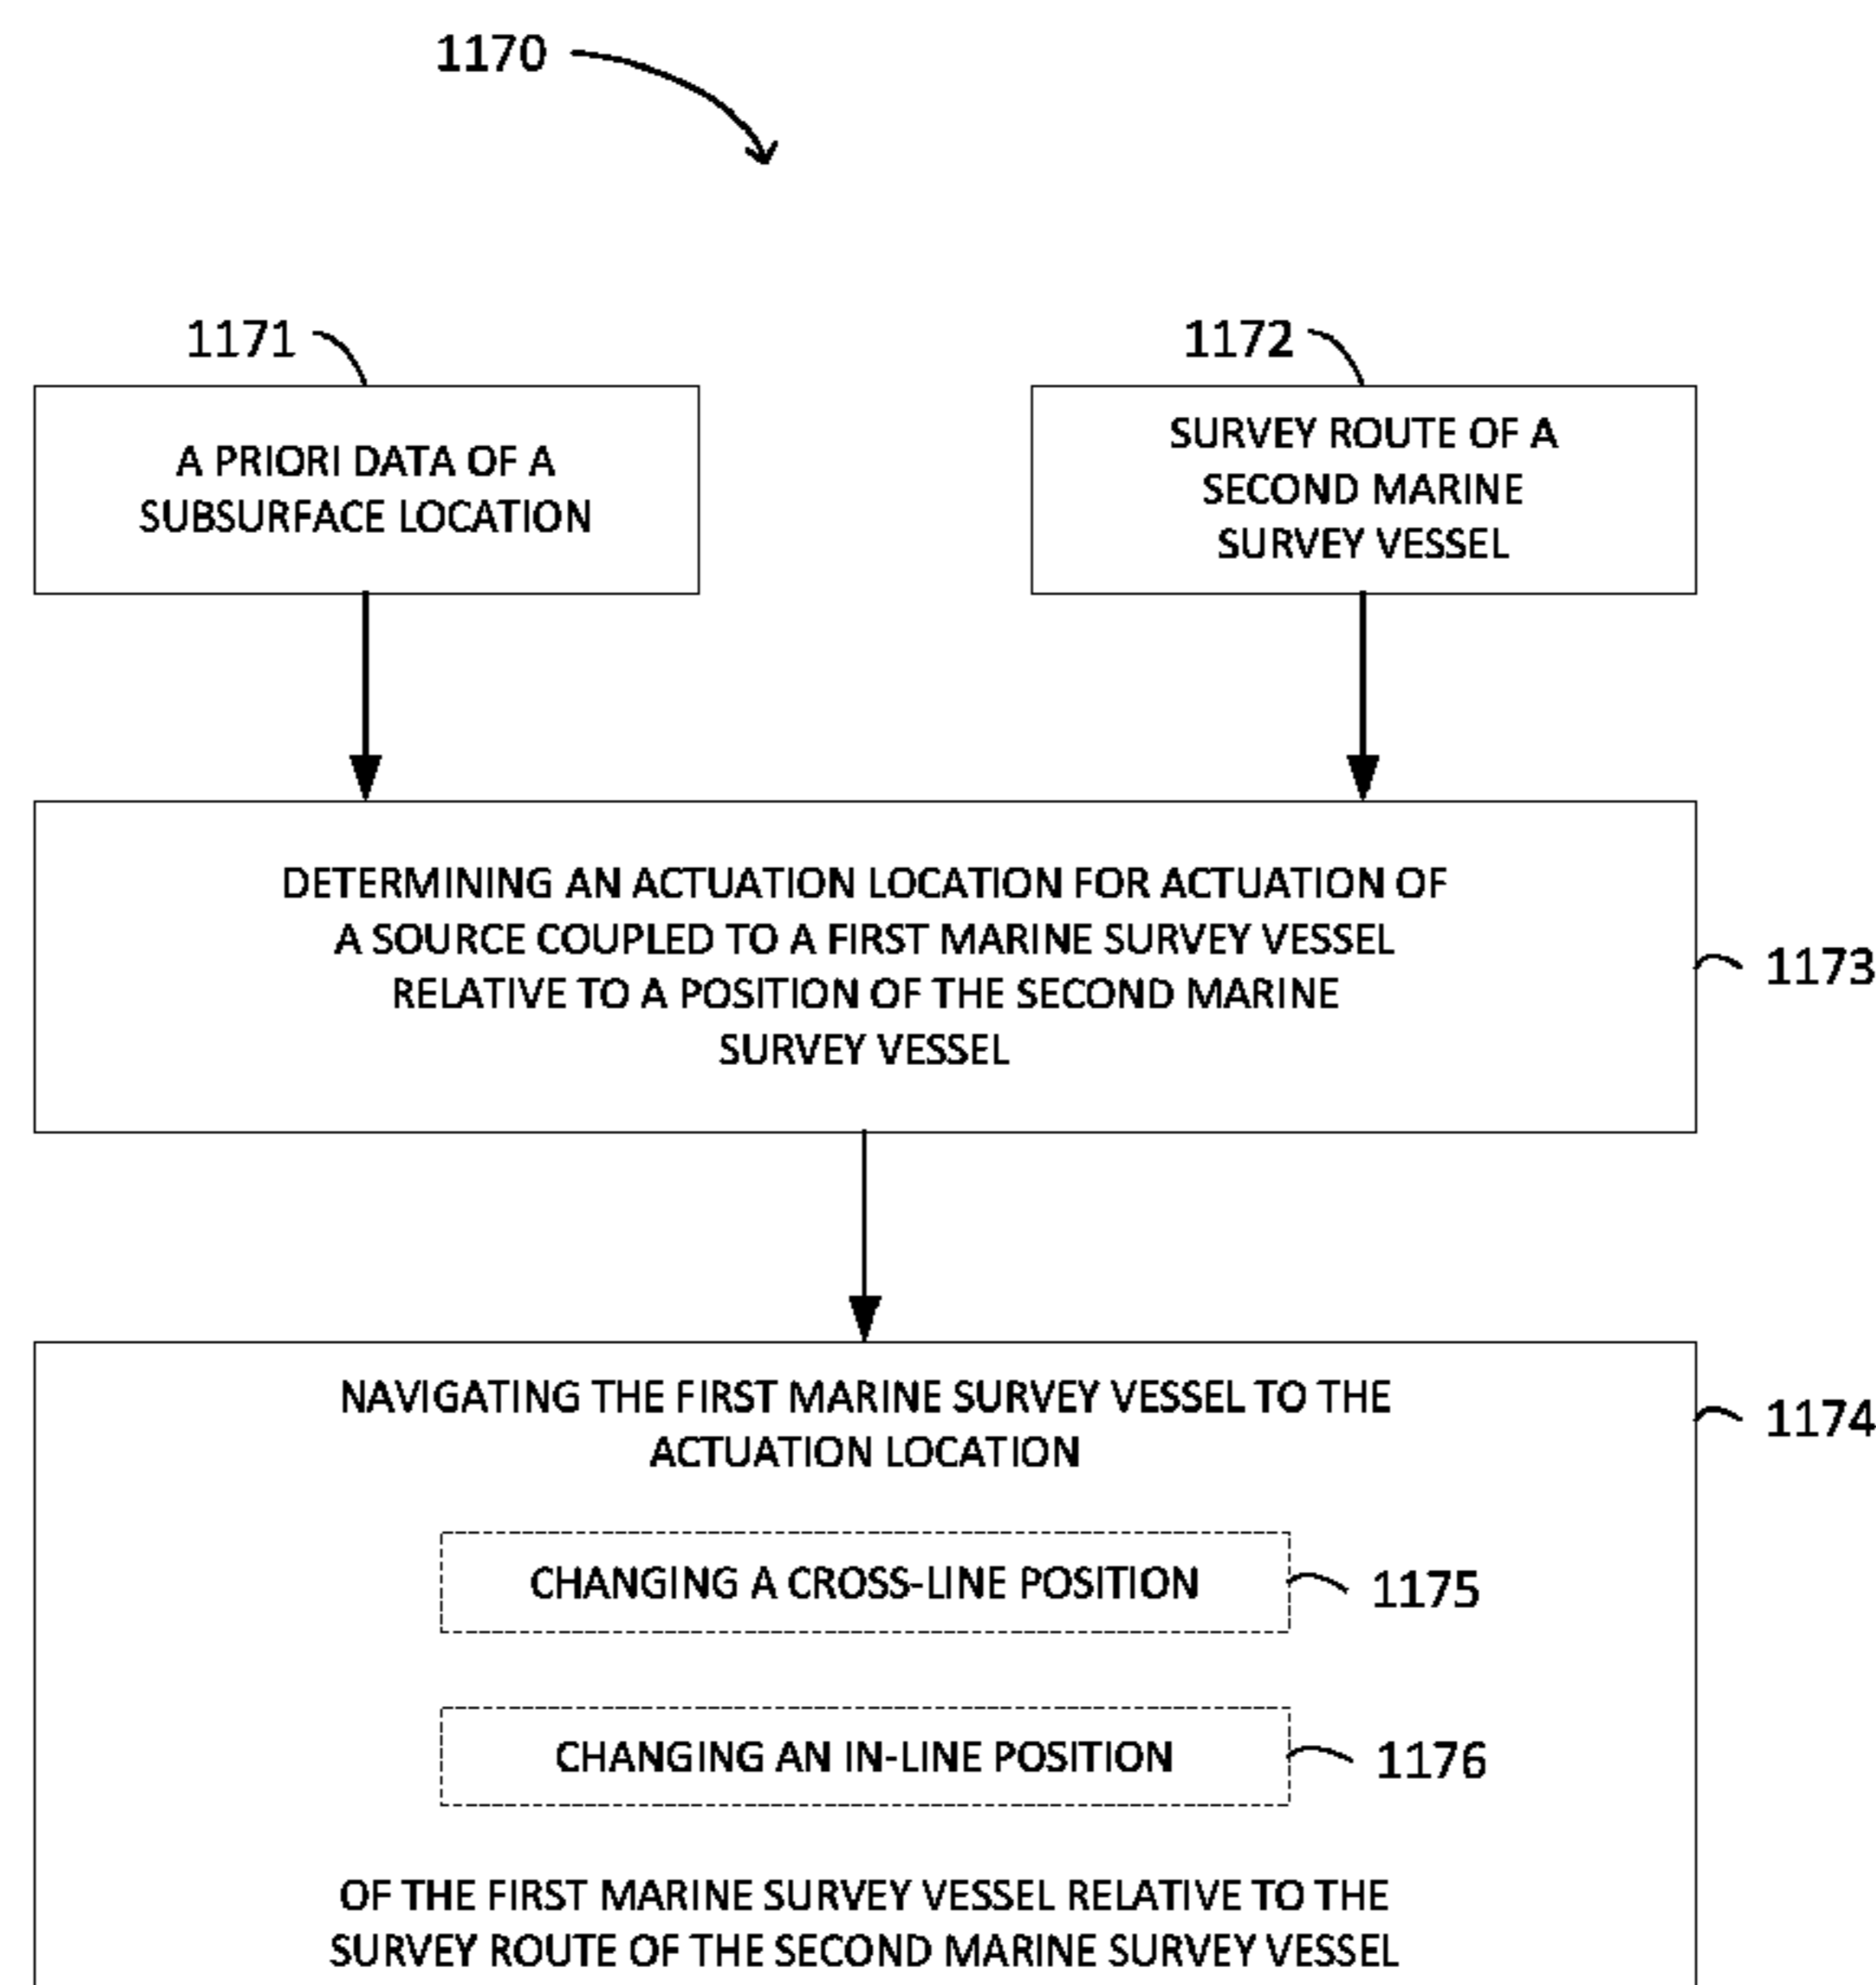 1170
1171
1172
A PRIORI DATA OF A
SUBSURFACE LOCATION
SURVEY ROUTE OF A
SECOND MARINE
SURVEY VESSEL
DETERMINING AN ACTUATION LOCATION FOR ACTUATION OF
A SOURCE COUPLED TO A FIRST MARINE SURVEY VESSEL
RELATIVE TO A POSITION OF THE SECOND MARINE
SURVEY VESSEL
1173
NAVIGATING THE FIRST MARINE SURVEY VESSEL TO THE
ACTUATION LOCATION
1174
CHANGING A CROSS-LINE POSITION
1175
CHANGING AN IN-LINE POSITION
1176
OF THE FIRST MARINE SURVEY VESSEL RELATIVE TO THE
SURVEY ROUTE OF THE SECOND MARINE SURVEY VESSEL